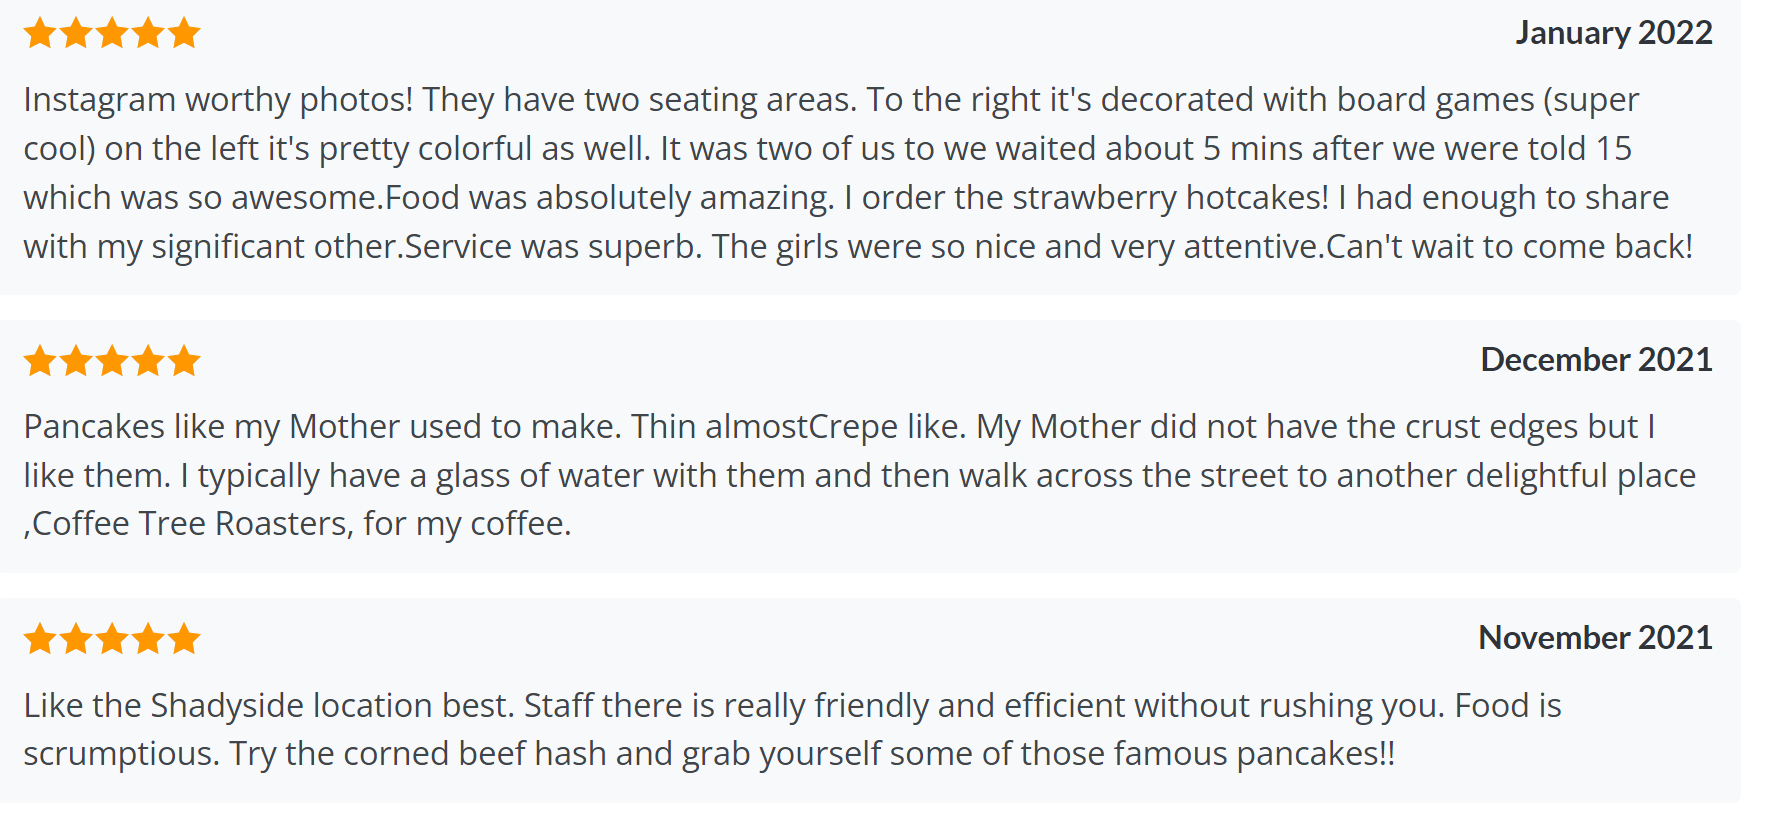 January 2022
Instagram worthy photos! They have two seating areas. To the right it's decorated with board games (super
cool) on the left it's pretty colorful as well. It was two of us to we waited about 5 mins after we were told 15
which was so awesome.Food was absolutely amazing. I order the strawberry hotcakes! I had enough to share
with my significant other.Service was superb. The girls were so nice and very attentive.Can't wait to come back!
December 2021
Pancakes like my Mother used to make. Thin almostCrepe like. My Mother did not have the crust edges but I
like them. I typically have a glass of water with them and then walk across the street to another delightful place
,Coffee Tree Roasters, for my coffee.
November 2021
Like the Shadyside location best. Staff there is really friendly and efficient without rushing you. Food is
scrumptious. Try the corned beef hash and grab yourself some of those famous pancakes!!